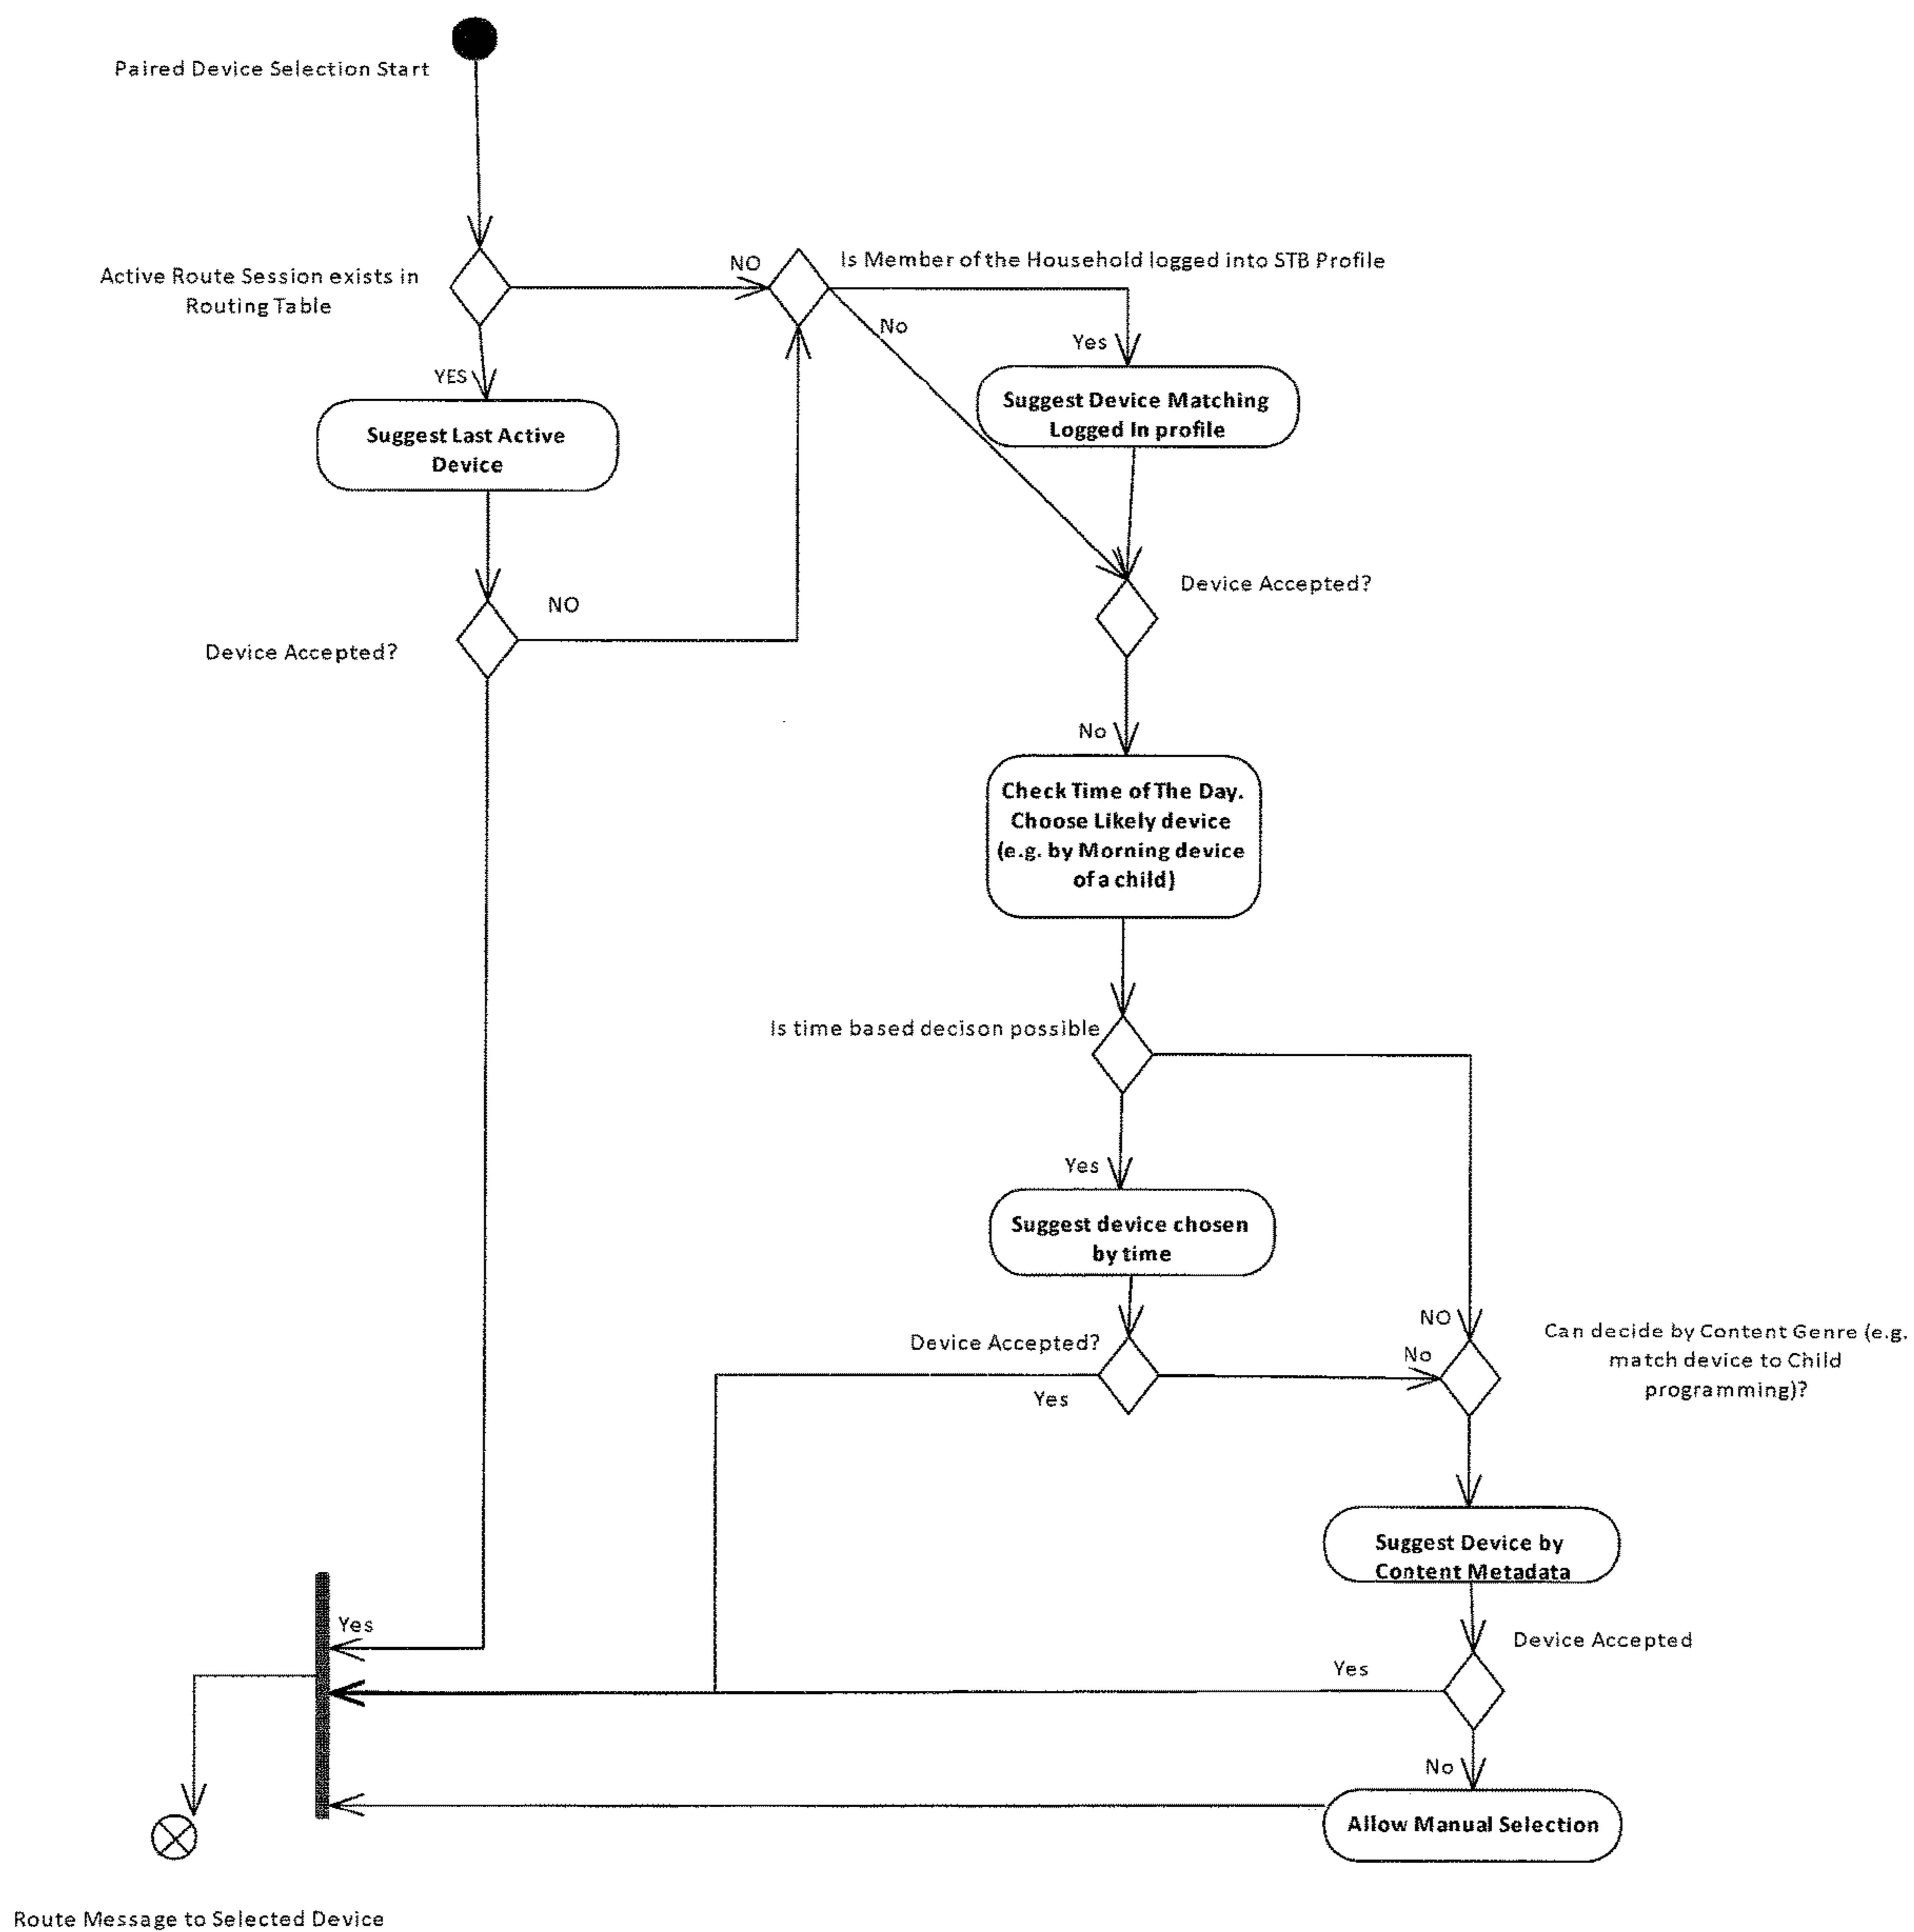 Paired Device Selection Start
Active Route Session exists in
Routing Table
NO
Is Member of the Household logged into STB Profile
No
Yes
YES
Suggest Device Matching
Logged In profile
Suggest Last Active
Device
NO
Device Accepted?
Device Accepted?
No
Check Time of The Day.
Choose Likely device
(e.g. by Morning device
of a child)
Is time based decison possible
Yes
Suggest device chosen
by time
Device Accepted?
Yes
NO
No
Can decide by Content Genre (e.g.
match device to Child
programming)?
Suggest Device by
Content Metadata
Device Accepted
Yes
Yes
No
Allow Manual Selection
Route Message to Selected Device